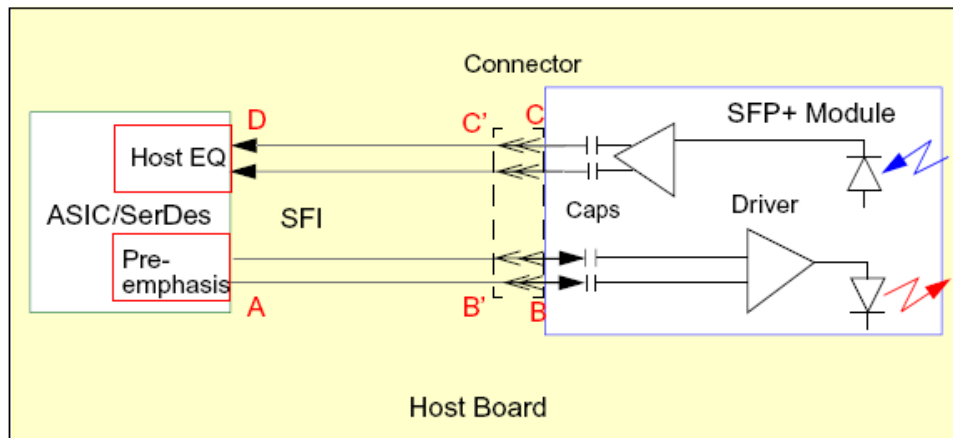 Connector
D
C'
C
SFP+ Module
Host EQ
ASIC/SerDes
SFI
Caps
Driver
Pre-
emphasis
A
B'
B
Host Board